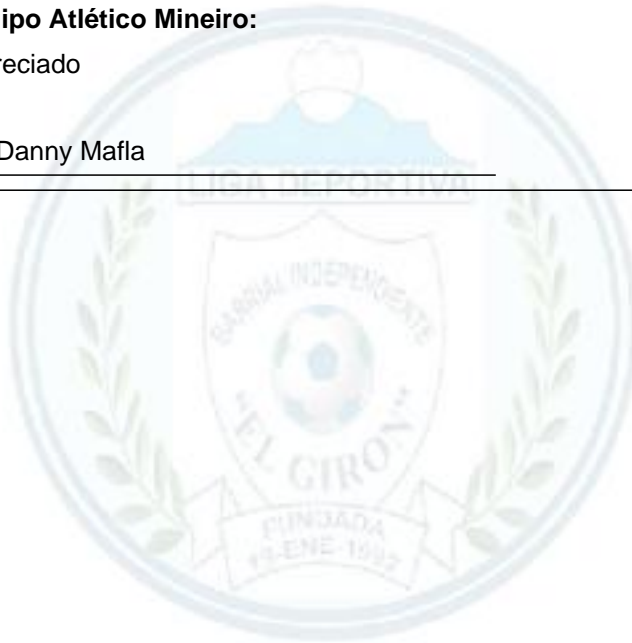 ipo Atlético Mineiro:
reciado
Danny Mafla
LIGA DEPORTIVA
BARRIAL INDEPENDIENTE
"EL GIRON"
FUNDADA